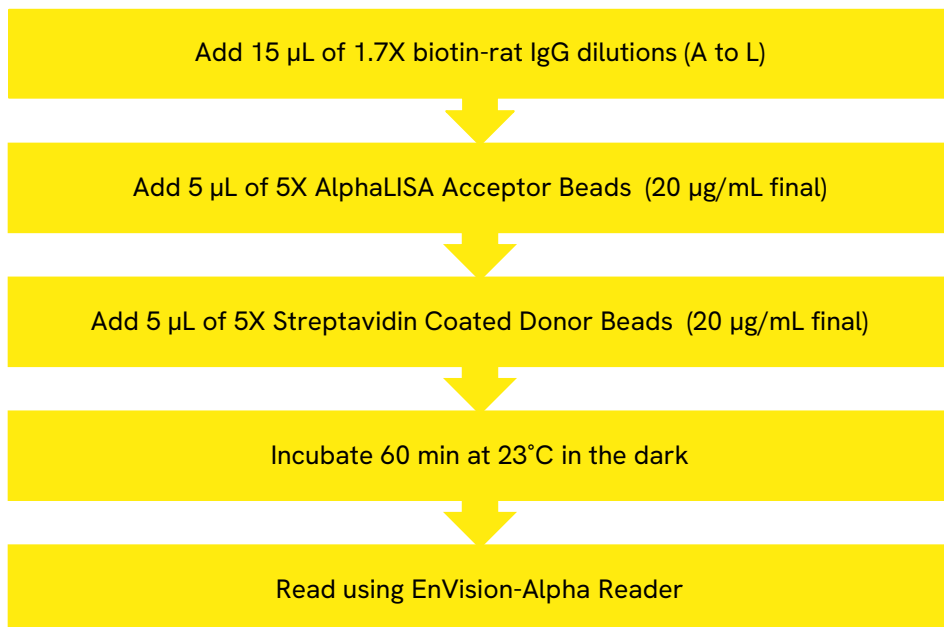 Add 15 µL of 1.7X biotin-rat IgG dilutions (A to L)
Add 5 µL of 5X AlphaLISA Acceptor Beads  (20 µg/mL final)
Add 5 µL of 5X Streptavidin Coated Donor Beads  (20 µg/mL final)
Incubate 60 min at 23°C in the dark
Read using EnVision-Alpha Reader